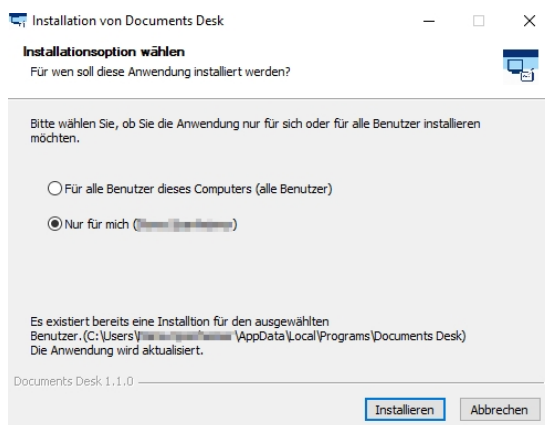 Installation von Documents Desk
Installationsoption wählen
Für wen soll diese Anwendung installiert werden?
Bitte wählen Sie, ob Sie die Anwendung nur für sich oder für alle Benutzer installieren
möchten.
Für alle Benutzer dieses Computers (alle Benutzer)
Nur für mich ( )
Es existiert bereits eine Installtion für den ausgewählten
Benutzer.(C:\Users\ \AppData\Local\Programs\Documents Desk)
Die Anwendung wird aktualisiert.
Documents Desk 1.1.0
Installieren
Abbrechen